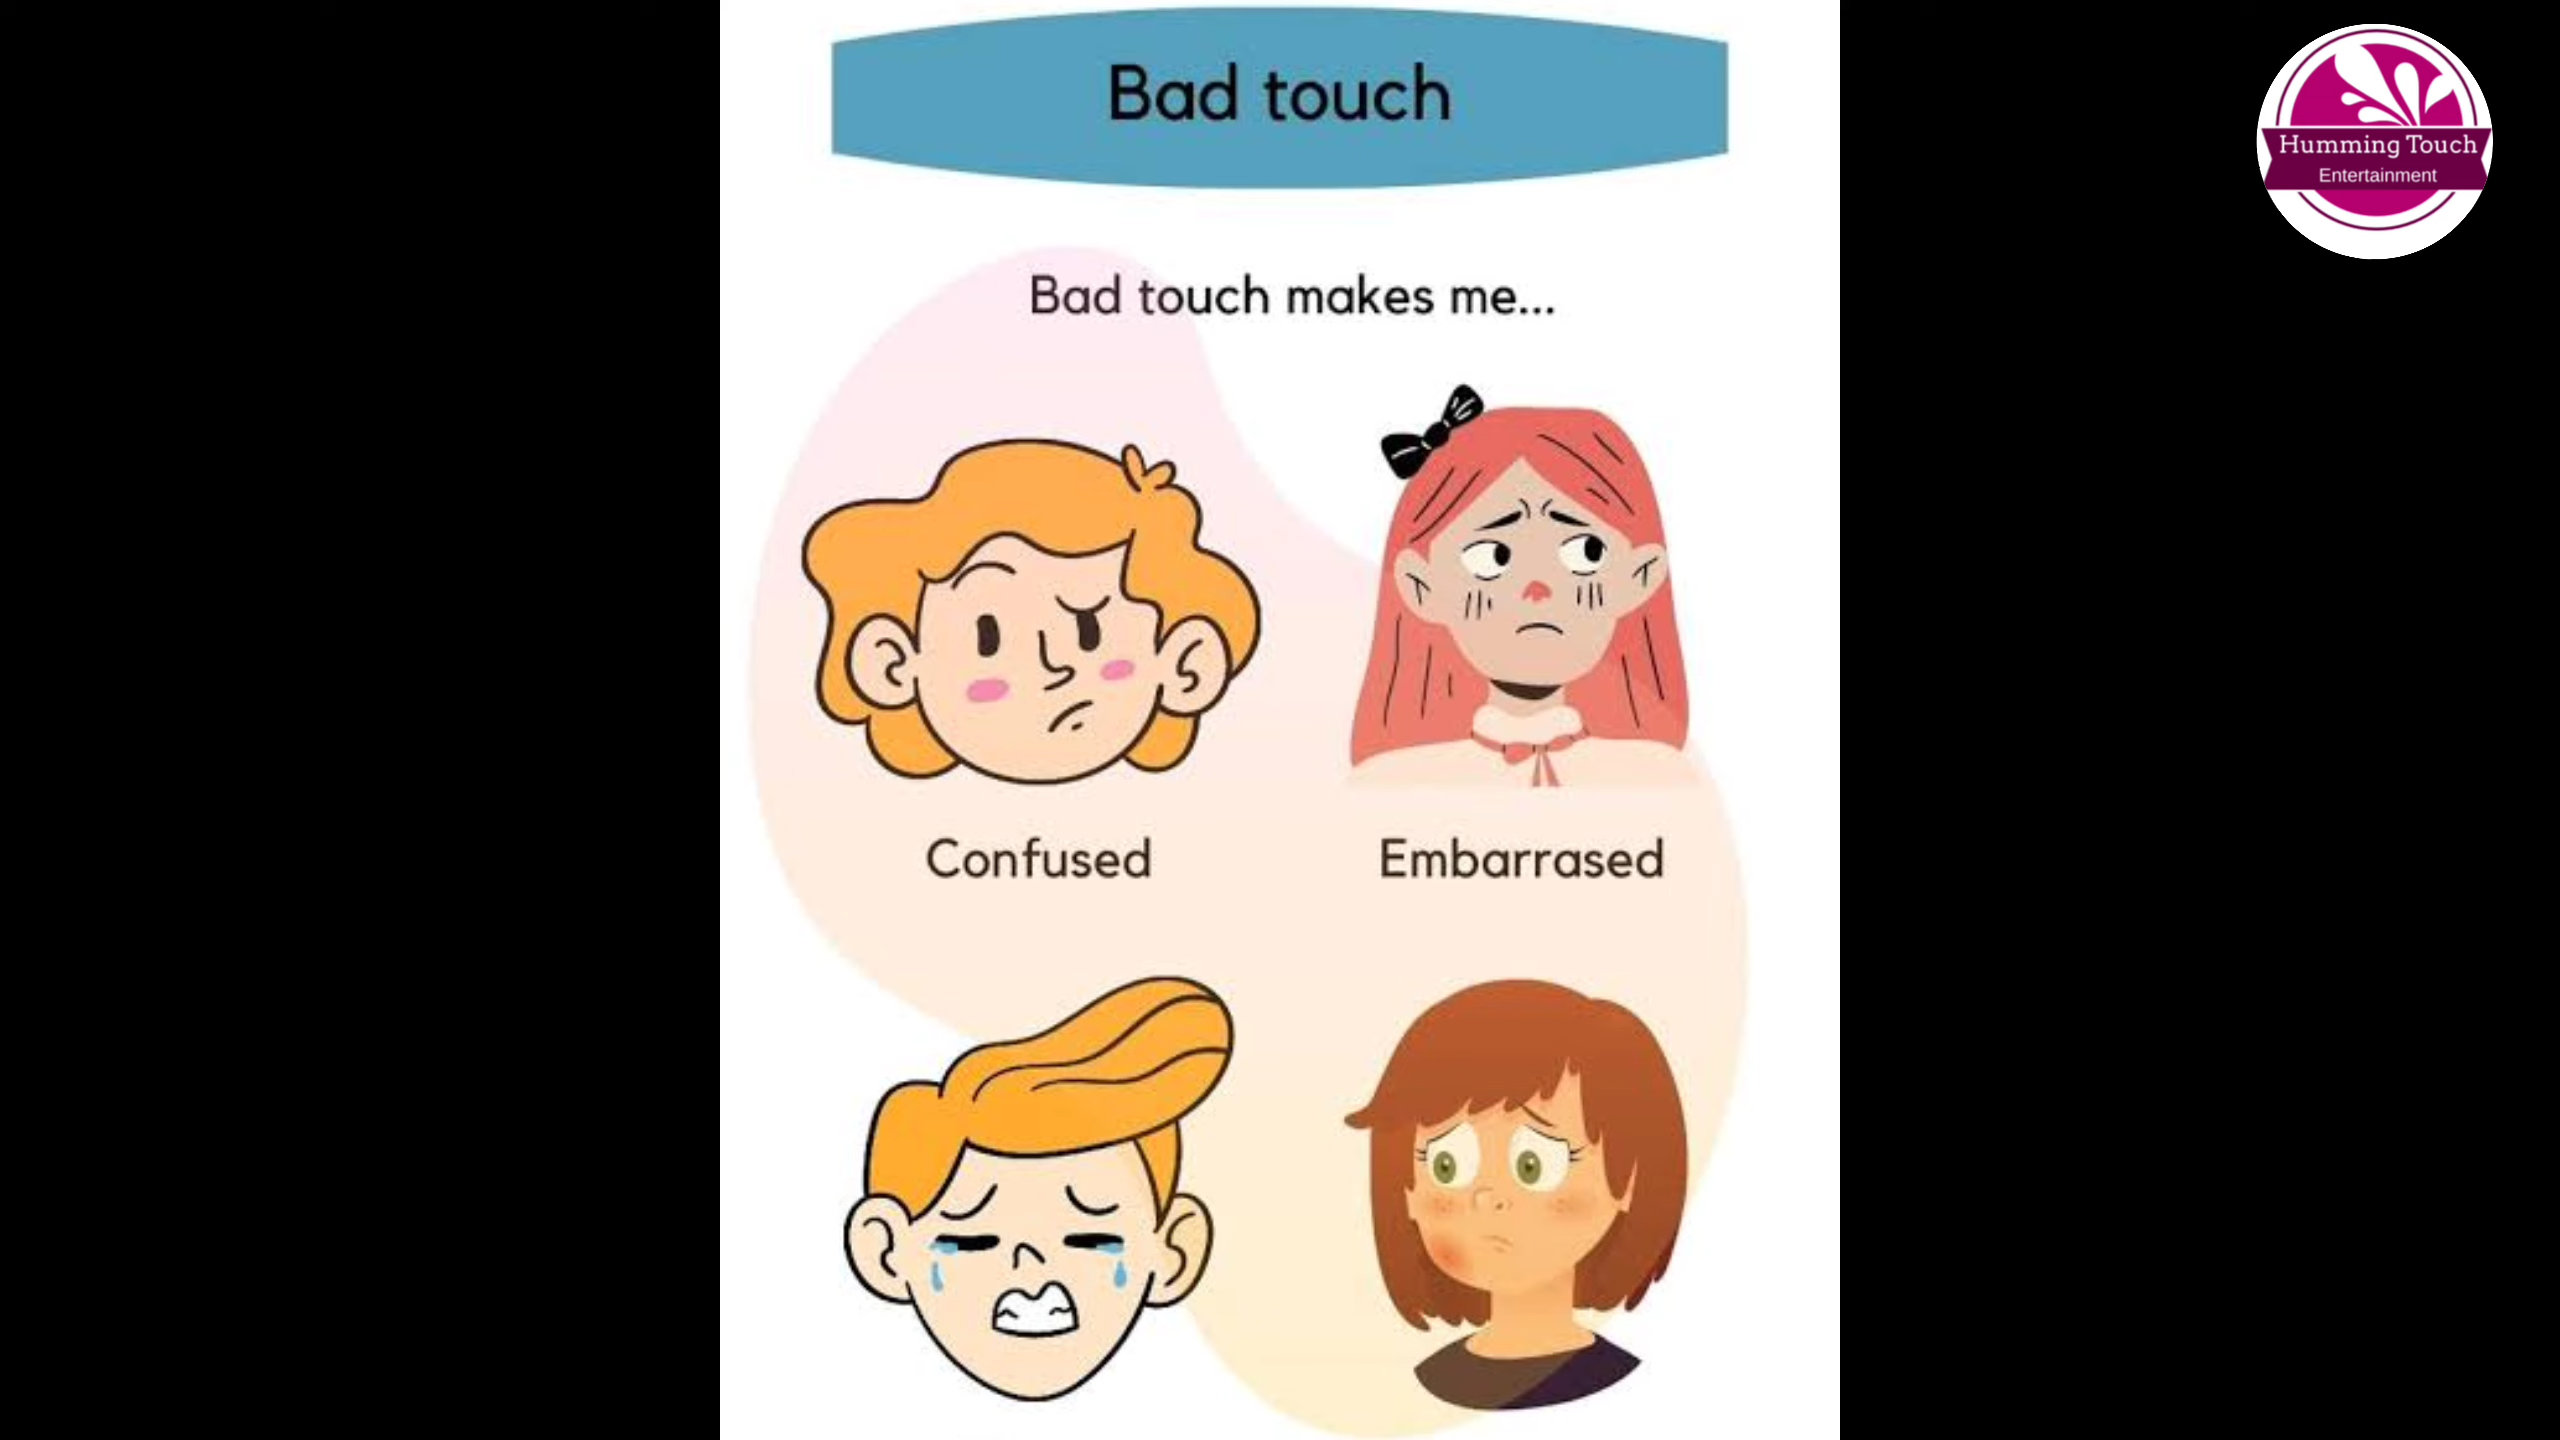 Bad touch
Humming Touch
Entertainment
Bad touch makes me...
Confused
Embarrased